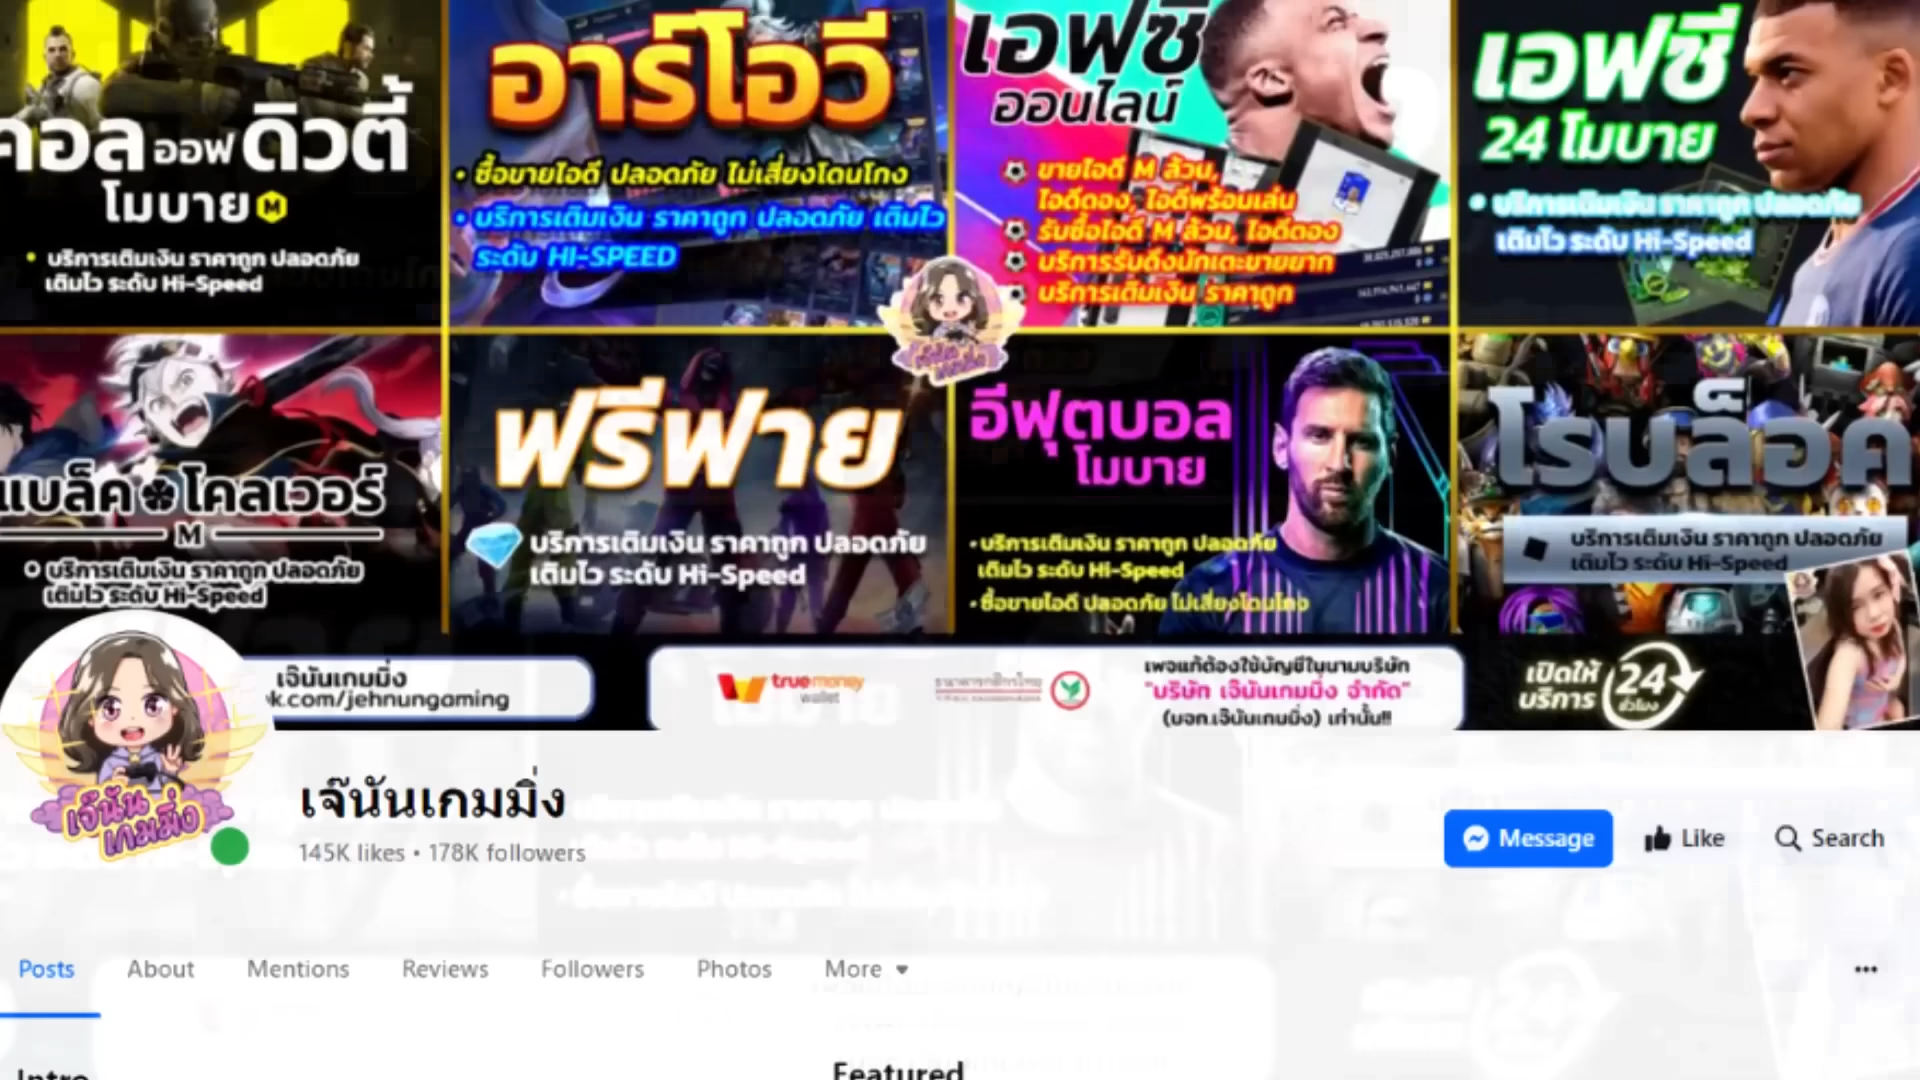 คอล ออฟ ดิวตี้
โมบาย
• บริการเติมเงิน ราคาถูก ปลอดภัย
เติมไว ระดับ Hi-Speed
อาร์โอวี
• ซื้อขายไอดี ปลอดภัย ไม่เสี่ยงโดนโกง
• บริการเติมเงิน ราคาถูก ปลอดภัย เติมไว
ระดับ HI-SPEED
เอฟซี
ออนไลน์
ขายไอดี M ล้วน,
ไอดีดอง, ไอดีพร้อมเล่น
รับซื้อไอดี M ล้วน, ไอดีดอง
บริการรับดึงนักเตะขายยาก
บริการเติมเงิน ราคาถูก
เอฟซี
24 โมบาย
• บริการเติมเงิน ราคาถูก ปลอดภัย
เติมไว ระดับ Hi-Speed
แบล็ค โคลเวอร์
M
บริการเติมเงิน ราคาถูก ปลอดภัย
เติมไว ระดับ Hi-Speed
ฟรีฟาย
บริการเติมเงิน ราคาถูก ปลอดภัย
เติมไว ระดับ Hi-Speed
อีฟุตบอล
โมบาย
• บริการเติมเงิน ราคาถูก ปลอดภัย
เติมไว ระดับ Hi-Speed
• ซื้อขายไอดี ปลอดภัย ไม่เสี่ยงโดนโกง
โรบล็อค
บริการเติมเงิน ราคาถูก ปลอดภัย
เติมไว ระดับ Hi-Speed
เจ๊นันเกมมิ่ง
k.com/jehnungaming
truemoney
wallet
ธนาคารกสิกรไทย
เพจแท้ต้องใช้บัญชีในนามบริษัท
"บริษัท เจ๊นันเกมมิ่ง จำกัด"
(บจก.เจ๊นันเกมมิ่ง) เท่านั้น!!
เปิดให้
บริการ
24
ชั่วโมง
เจ๊นัน
เกมมิ่ง
เจ๊นันเกมมิ่ง
145K likes • 178K followers
Message
Like
Search
Posts
About
Mentions
Reviews
Followers
Photos
More
Intro
Featured